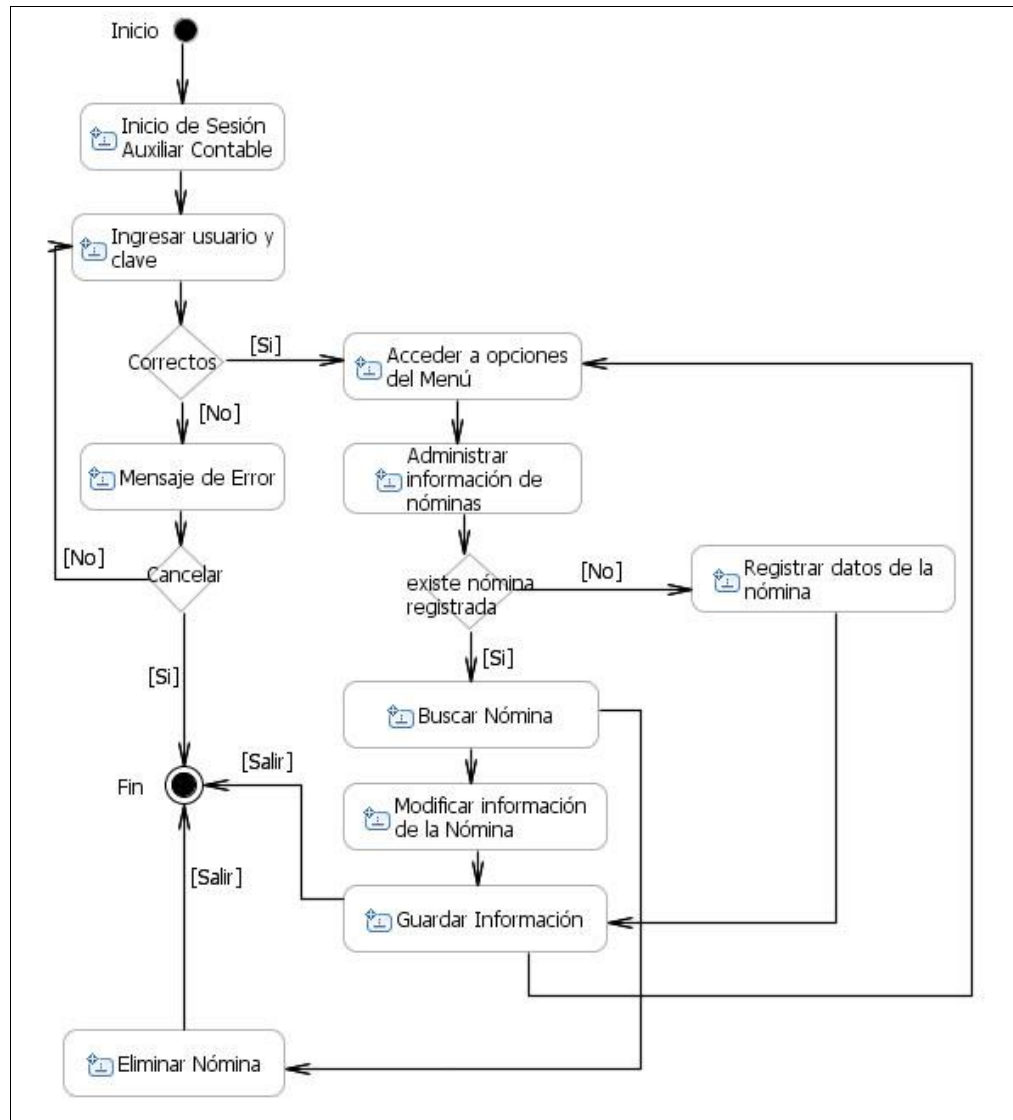 Inicio
Inicio de Sesión
Auxiliar Contable
Ingresar usuario y
clave
Correctos
[Si]
Acceder a opciones
del Menú
[No]
Mensaje de Error
Administrar
información de
nóminas
[No]
Cancelar
existe nómina
registrada
[No]
Registrar datos de la
nómina
[Si]
[Si]
Buscar Nómina
Fin
[Salir]
Modificar información
de la Nómina
[Salir]
Guardar Información
Eliminar Nómina